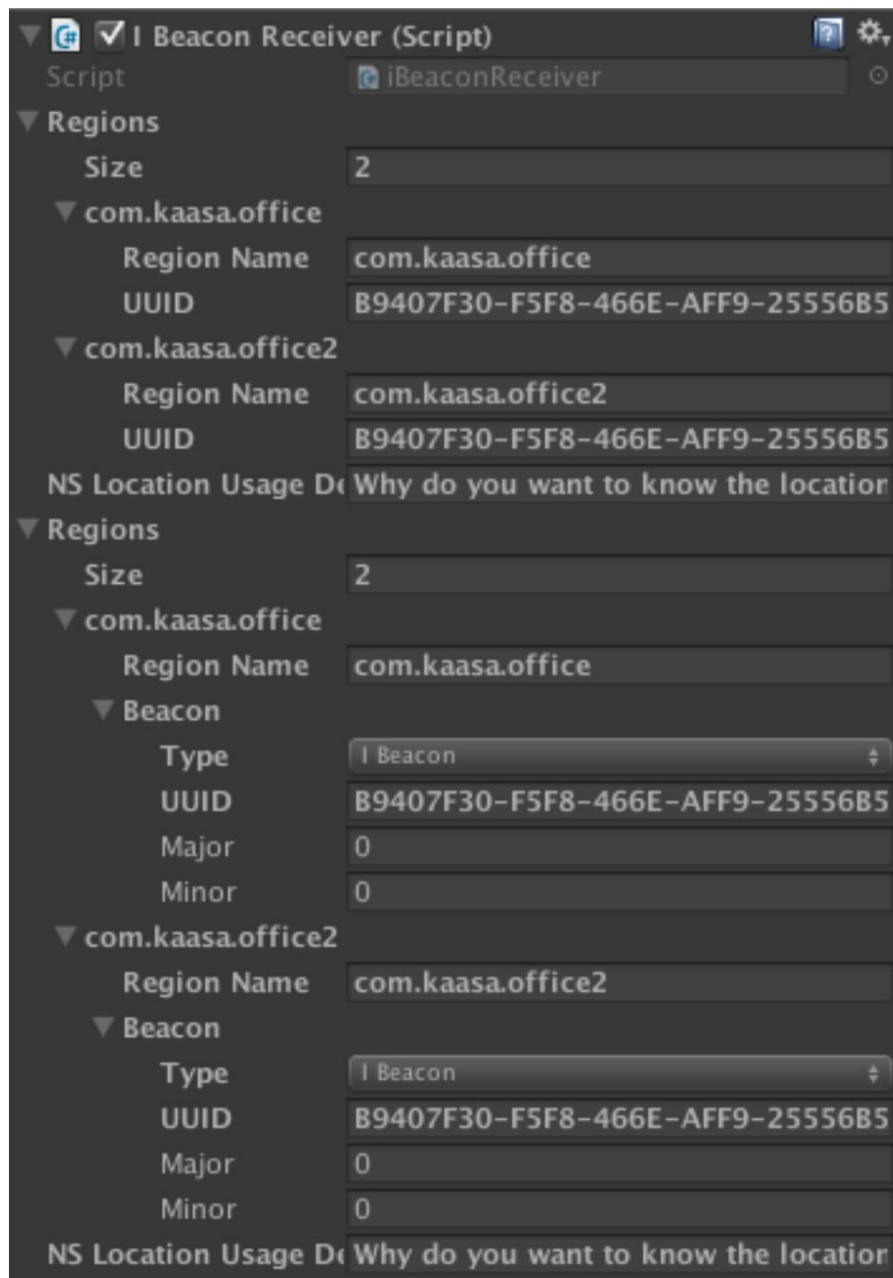 I Beacon Receiver (Script)
Script iBeaconReceiver
Regions
Size 2
com.kaasa.office
Region Name com.kaasa.office
UUID B9407F30-F5F8-466E-AFF9-25556B5
com.kaasa.office2
Region Name com.kaasa.office2
UUID B9407F30-F5F8-466E-AFF9-25556B5
NS Location Usage De Why do you want to know the location
Regions
Size 2
com.kaasa.office
Region Name com.kaasa.office
Beacon
Type I Beacon
UUID B9407F30-F5F8-466E-AFF9-25556B5
Major 0
Minor 0
com.kaasa.office2
Region Name com.kaasa.office2
Beacon
Type I Beacon
UUID B9407F30-F5F8-466E-AFF9-25556B5
Major 0
Minor 0
NS Location Usage De Why do you want to know the location